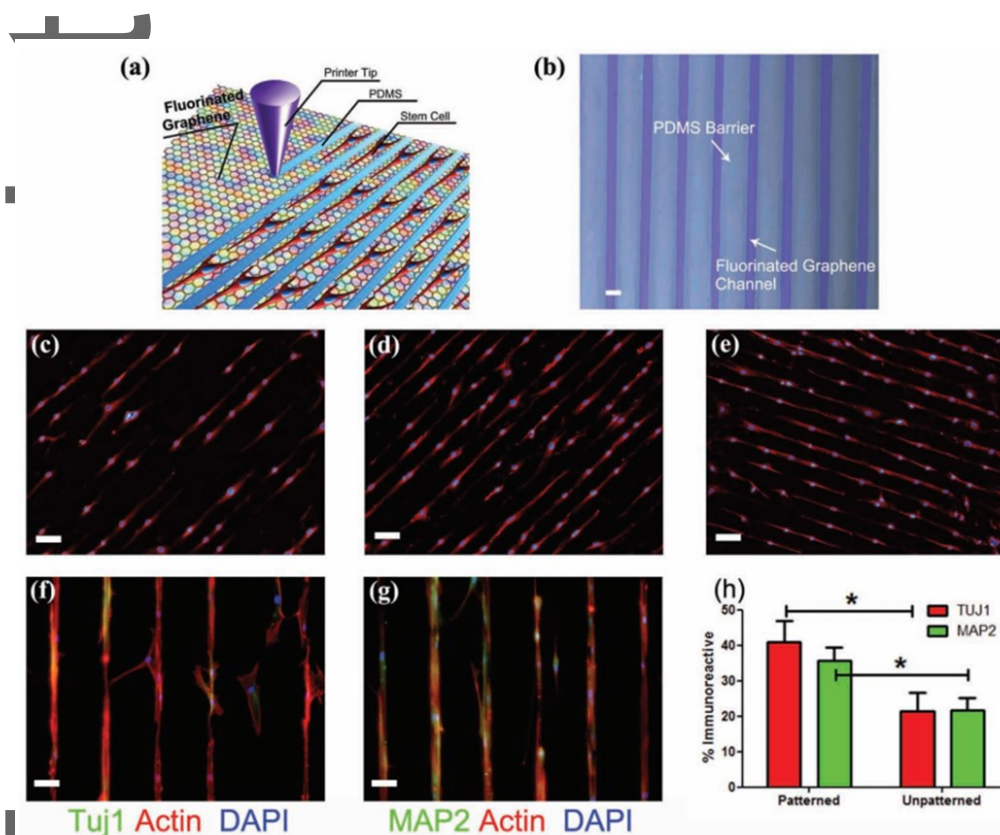 (a)
Printer Tip
PDMS
Stem Cell
Fluorinated
Graphene
(b)
PDMS Barrier
Fluorinated Graphene
Channel
(c)
(d)
(e)
(f)
(g)
Tuj1 Actin DAPI
MAP2 Actin DAPI
(h)
TUJ1
MAP2
*
*
% Immunoreactive
50
40
30
20
10
0
Patterned
Unpatterned